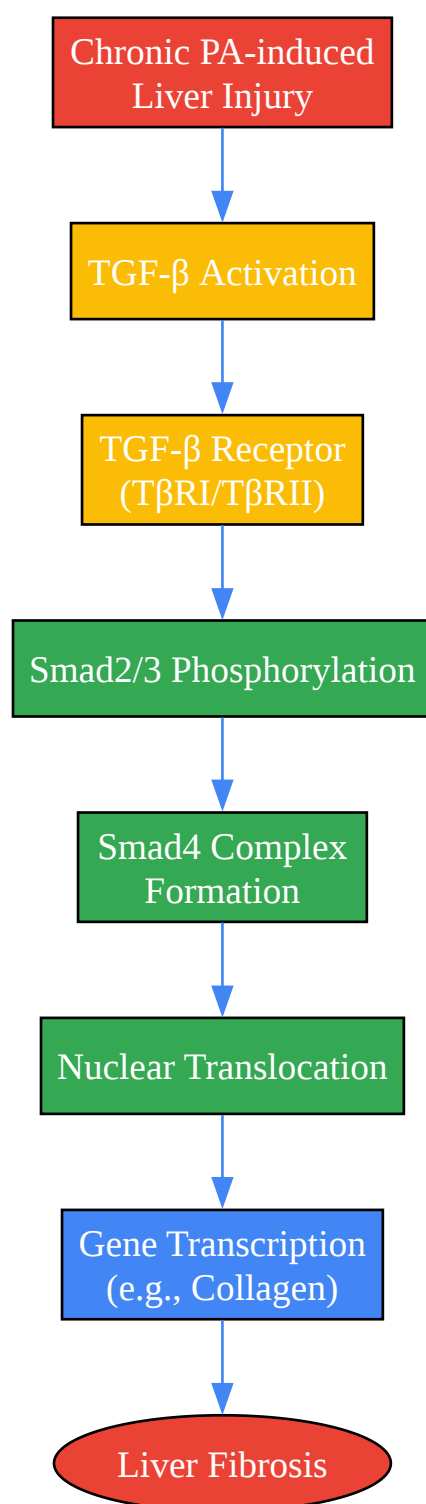 Chronic PA-induced
Liver Injury
TGF-β Activation
TGF-β Receptor
(TβRI/TβRII)
Smad2/3 Phosphorylation
Smad4 Complex
Formation
Nuclear Translocation
Gene Transcription
(e.g., Collagen)
Liver Fibrosis